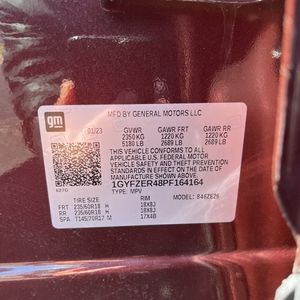 gm
MFD BY GENERAL MOTORS LLC
01/23 GVWR GAWR FRT GAWR RR
2350 KG 1220 KG 1220 KG
5180 LB 2689 LB 2689 LB
THIS VEHICLE CONFORMS TO ALL
APPLICABLE U.S. FEDERAL MOTOR
VEHICLE SAFETY AND THEFT PREVENTION
STANDARDS IN EFFECT ON THE DATE OF
MANUFACTURE SHOWN ABOVE.
1GYFZER48PF164164
TYPE: MPV MODEL:
TIRE SIZE RIM
FRT 235/60R18 H 18X8J
RR 235/60R18 H 18X8J
SPA T145/70R17 M 17X4B